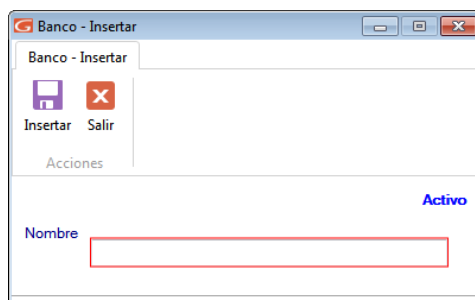 Banco - Insertar
Banco - Insertar
Insertar Salir
Acciones
Activo
Nombre